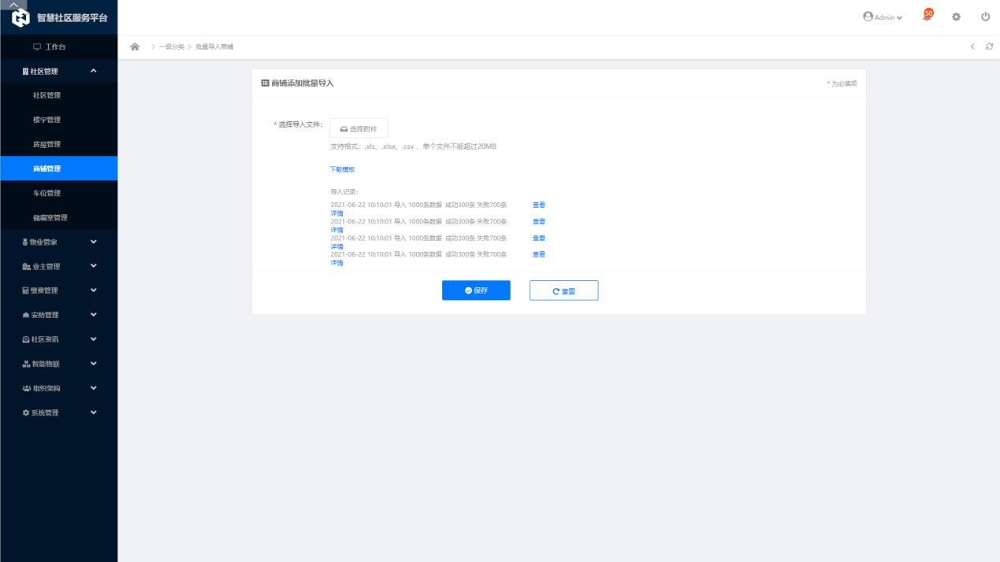 智慧社区服务平台
Admin
50
工作台
一级分类
批量导入商铺
社区管理
社区管理
楼宇管理
房屋管理
商铺管理
车位管理
储藏室管理
物业管家
业主管理
缴费管理
安防管理
社区资讯
智能物联
组织架构
系统管理
商铺添加批量导入
* 为必填项
* 选择导入文件:
选择附件
支持格式：.xls、.xlsx、.csv ，单个文件不能超过20MB
下载模板
导入记录:
2021-06-22 10:10:01 导入 1000条数据 成功300条 失败700条 查看
详情
2021-06-22 10:10:01 导入 1000条数据 成功300条 失败700条 查看
详情
2021-06-22 10:10:01 导入 1000条数据 成功300条 失败700条 查看
详情
2021-06-22 10:10:01 导入 1000条数据 成功300条 失败700条 查看
详情
保存
重置